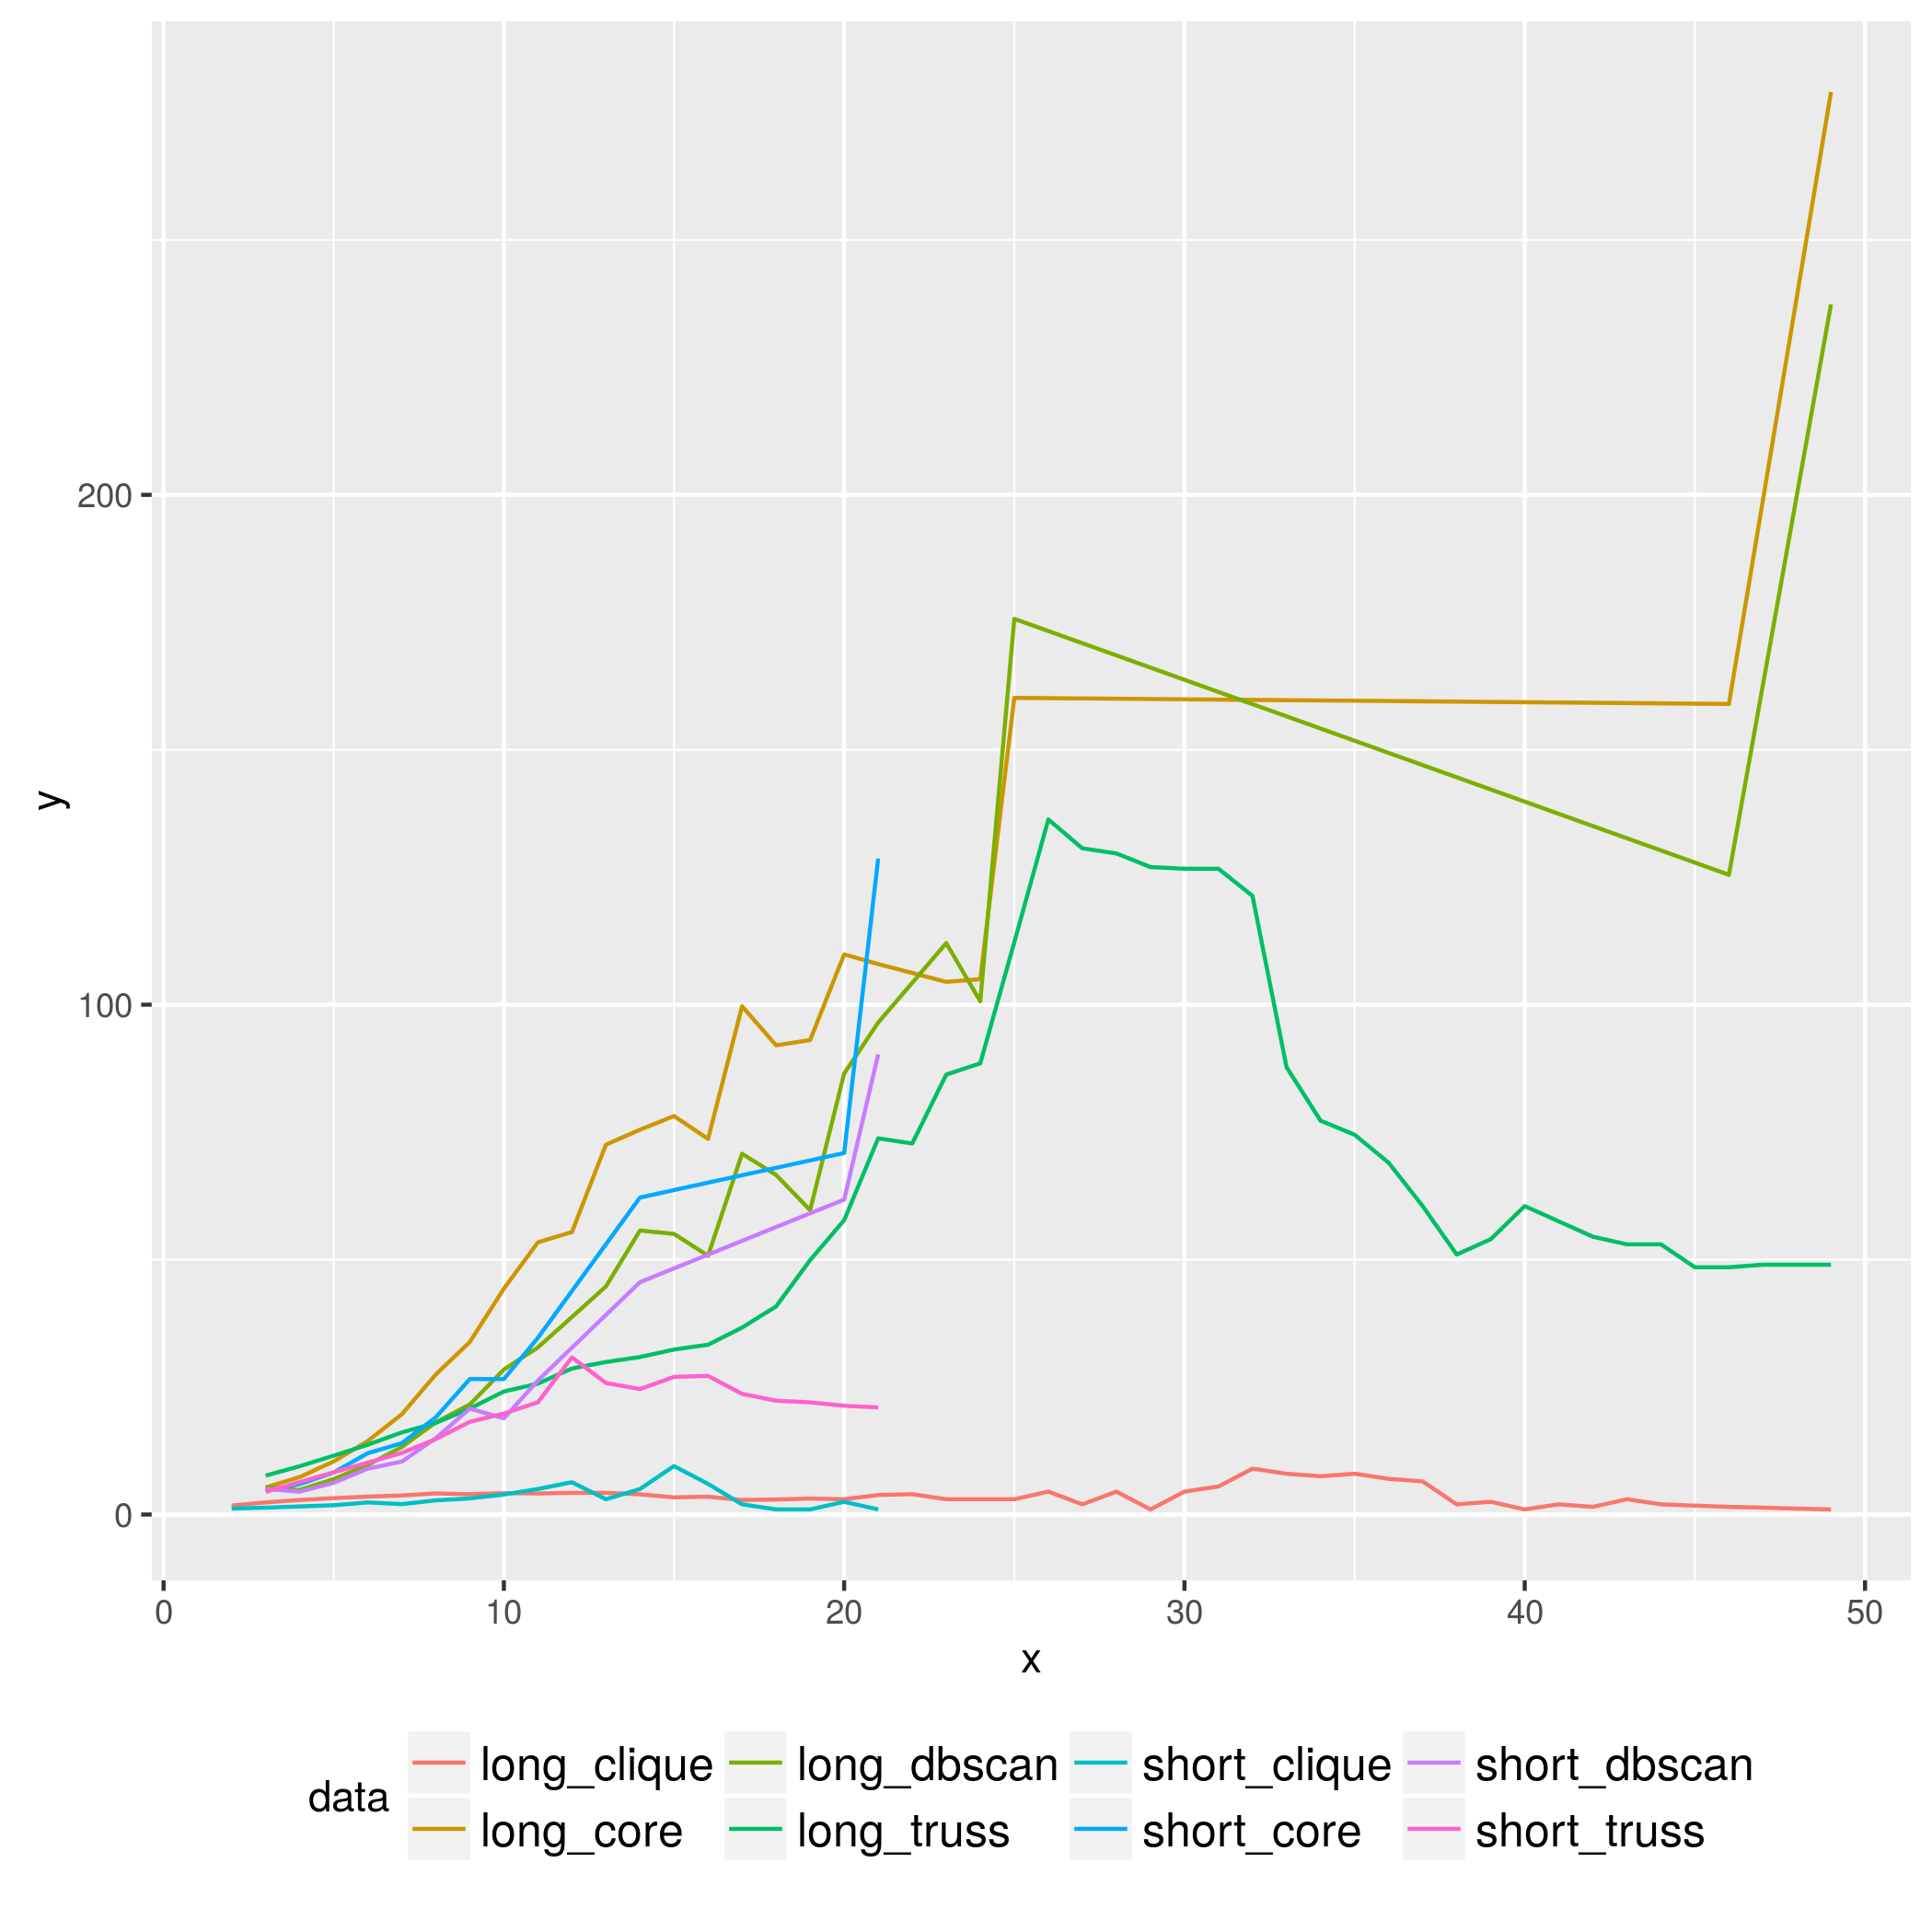 y
200
100
0
0 10 20 30 40 50
x
data
long_clique long_dbscan short_clique short_dbscan
long_core long_truss short_core short_truss